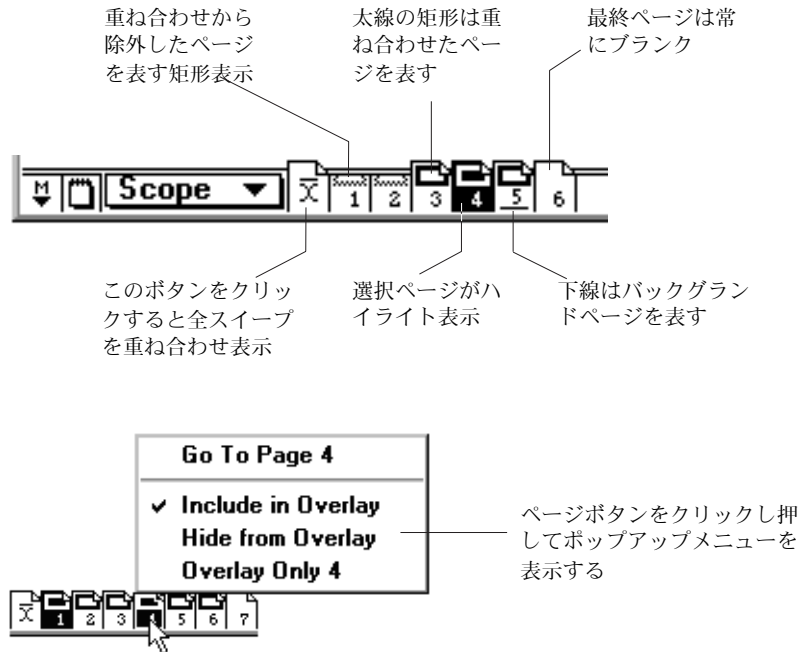 重ね合わせから
除外したページ
を表す矩形表示
太線の矩形は重
ね合わせたペー
ジを表す
最終ページは常
にブランク
M Scope x 1 2 3 4 5 6
このボタンをクリッ
クすると全スイープ
を重ね合わせ表示
選択ページがハ
イライト表示
下線はバックグラン
ドページを表す
Go To Page 4
✓ Include in Overlay
Hide from Overlay
Overlay Only 4
ページボタンをクリックし押
してポップアップメニューを
表示する
x 1 2 3 4 5 6 7